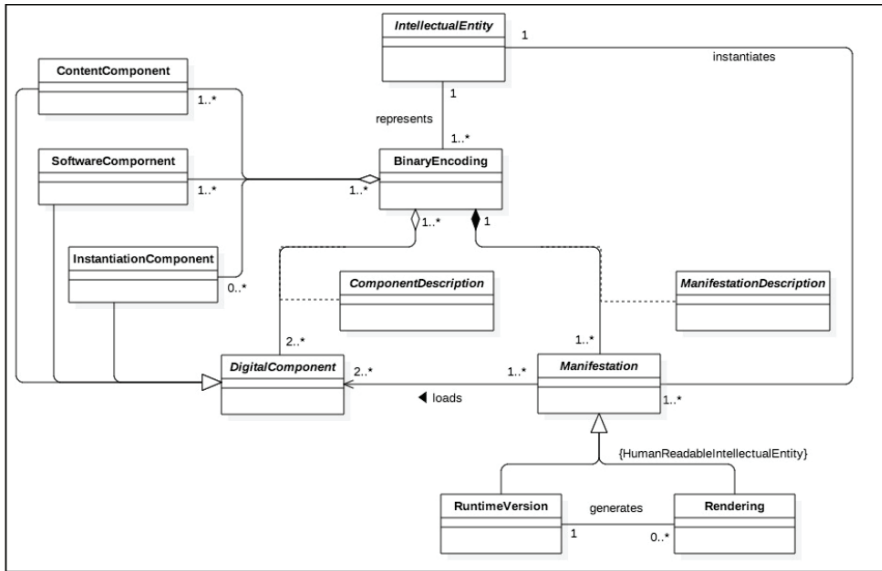 IntellectualEntity
1
instantiates
ContentComponent
1..*
1
represents
1..*
SoftwareCompornent
BinaryEncoding
1..*
1..*
1..*
1
InstantiationComponent
0..*
ComponentDescription
ManifestationDescription
2..*
1..*
DigitalComponent
Manifestation
2..*
1..*
◀ loads
1..*
{HumanReadableIntellectualEntity}
RuntimeVersion
generates
Rendering
1
0..*